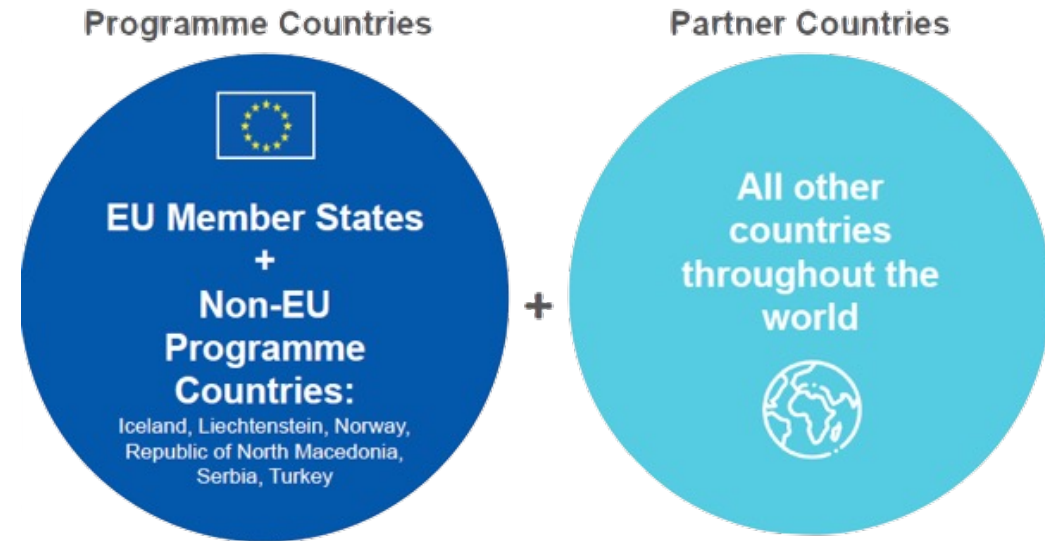 Programme Countries
EU Member States
+
Non-EU
Programme
Countries:
Iceland, Liechtenstein, Norway,
Republic of North Macedonia,
Serbia, Turkey
+
Partner Countries
All other
countries
throughout the
world